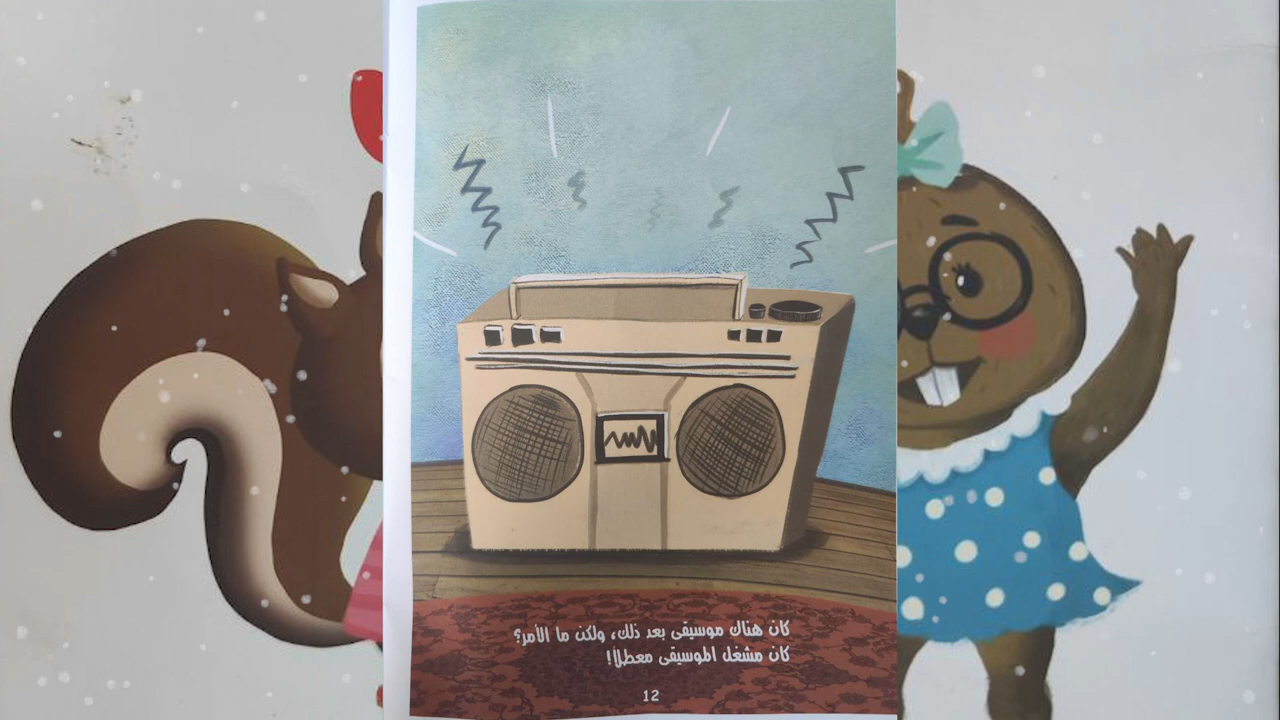 كان هناك موسيقى بعد ذلك، ولكن ما الأمر؟
كان مشغل الموسيقى معطلاً!
12